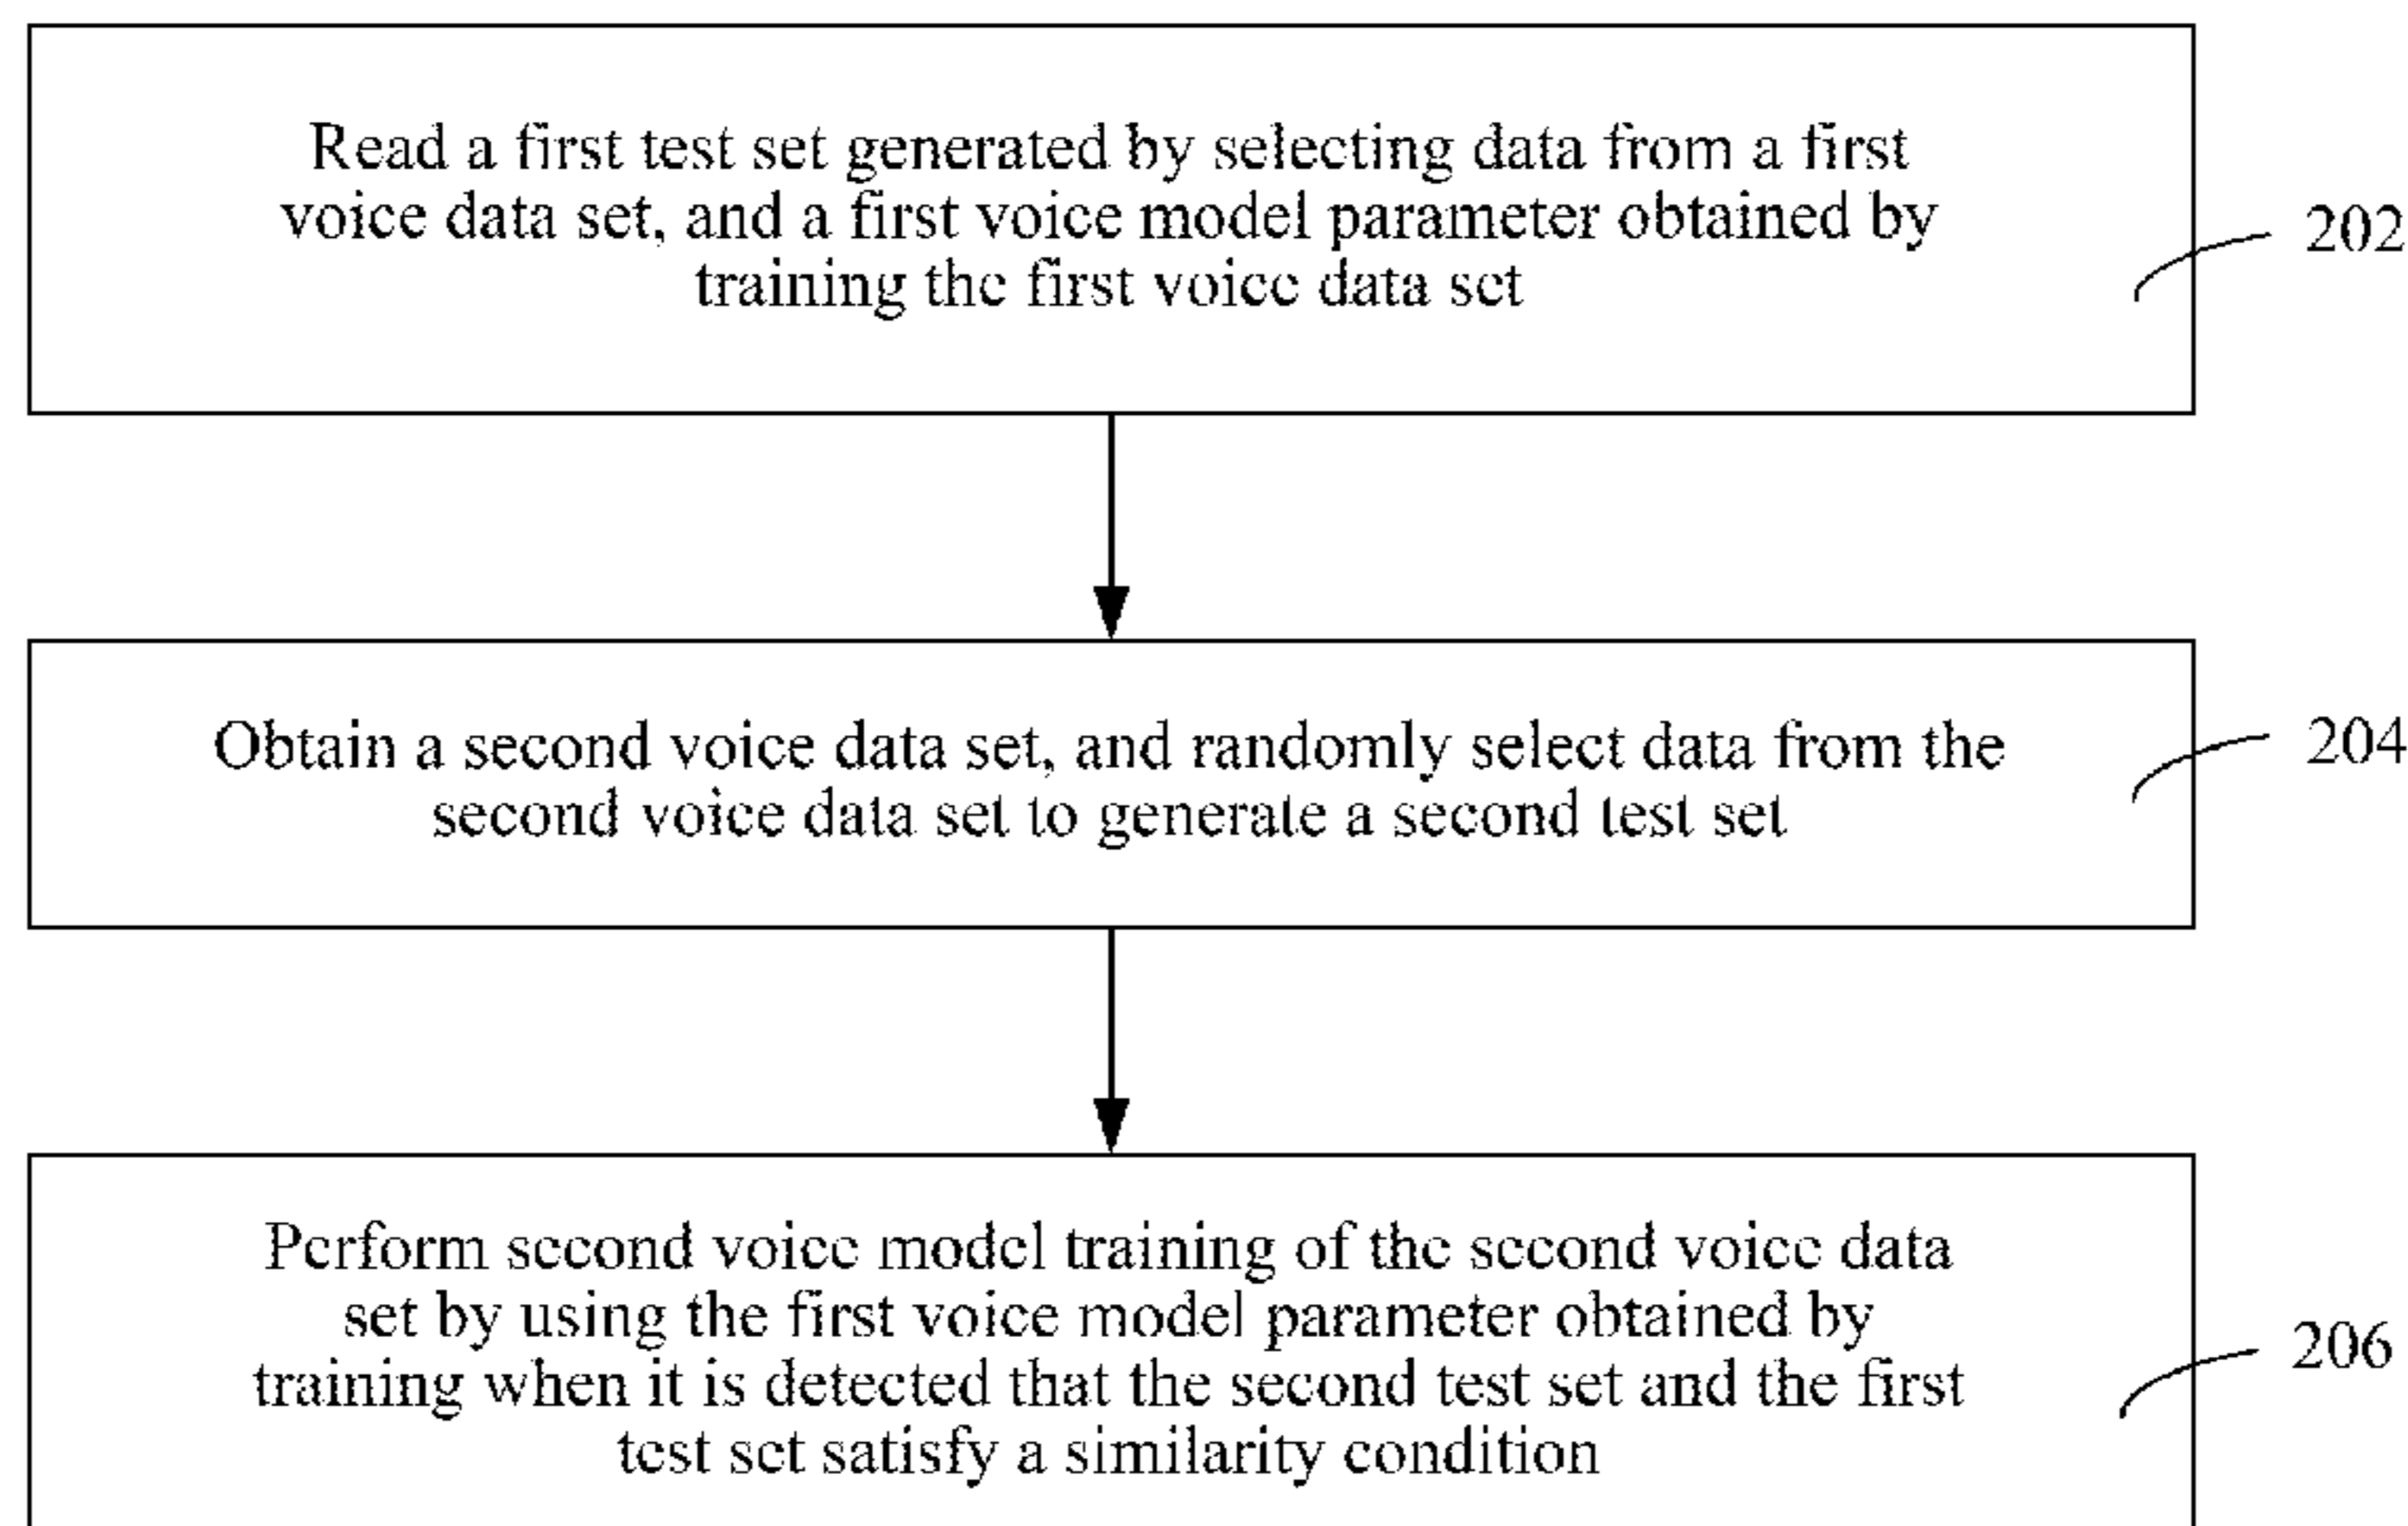 Read a first test set generated by selecting data from a first
voice data set, and a first voice model parameter obtained by
training the first voice data set
202
Obtain a second voice data set, and randomly select data from the
second voice data set to generate a second test set
204
Perform second voice model training of the second voice data
set by using the first voice model parameter obtained by
training when it is detected that the second test set and the first
test set satisfy a similarity condition
206